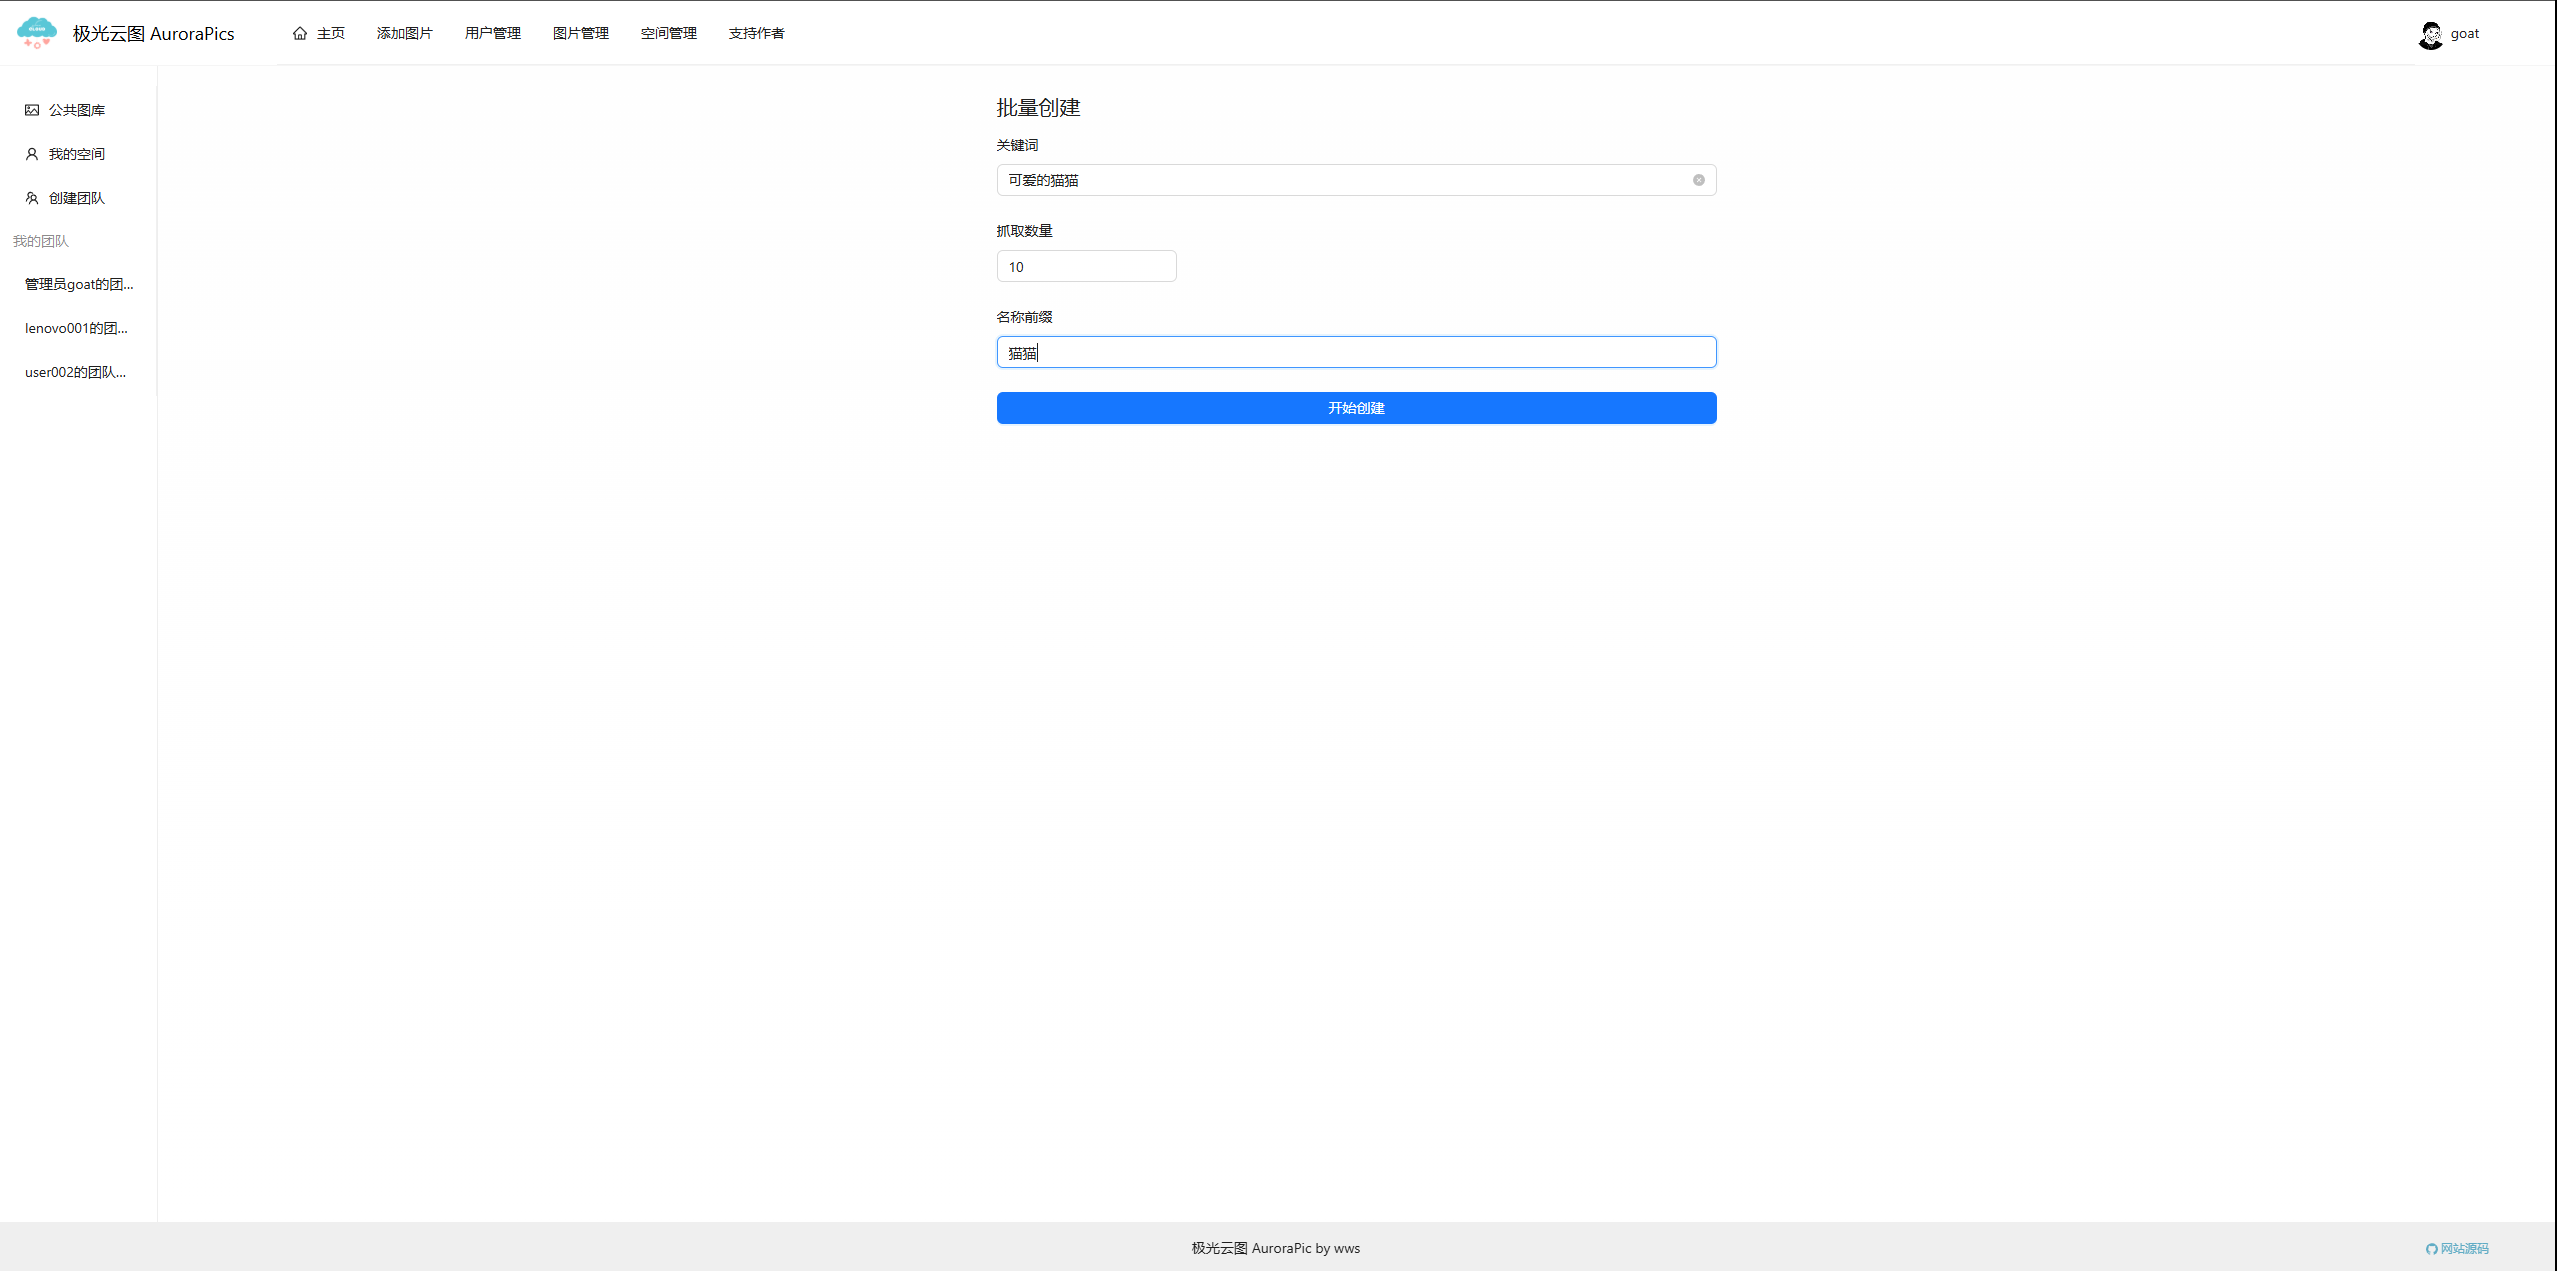 极光云图 AuroraPics
主页 添加图片 用户管理 图片管理 空间管理 支持作者
goat
公共图库
我的空间
创建团队
我的团队
管理员goat的团...
lenovo001的团...
user002的团队...
批量创建
关键词
可爱的猫猫
抓取数量
10
名称前缀
猫猫
开始创建
极光云图 AuroraPic by wws
网站源码